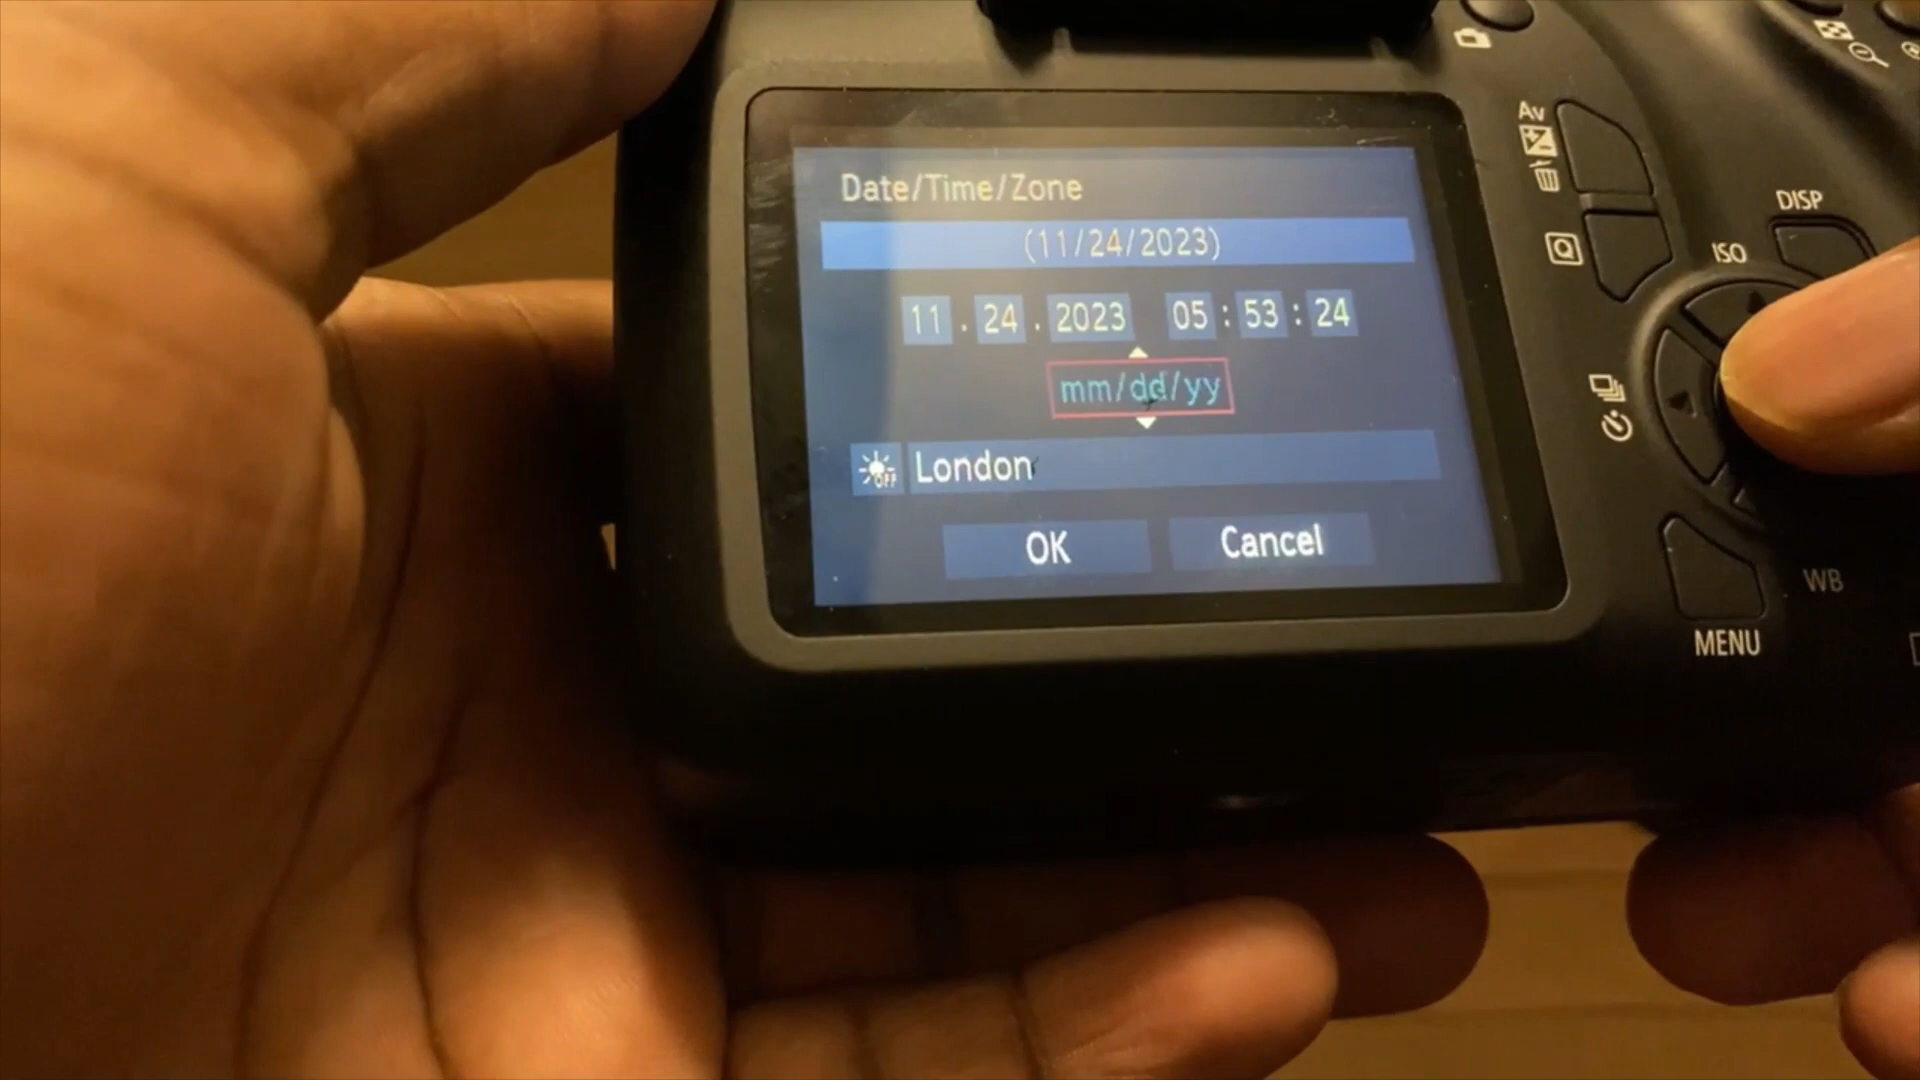 Date/Time/Zone
(11/24/2023)
11 . 24 . 2023 05 : 53 : 24
mm/dd/yy
OFF London
OK Cancel
Av
DISP
Q
ISO
WB
MENU